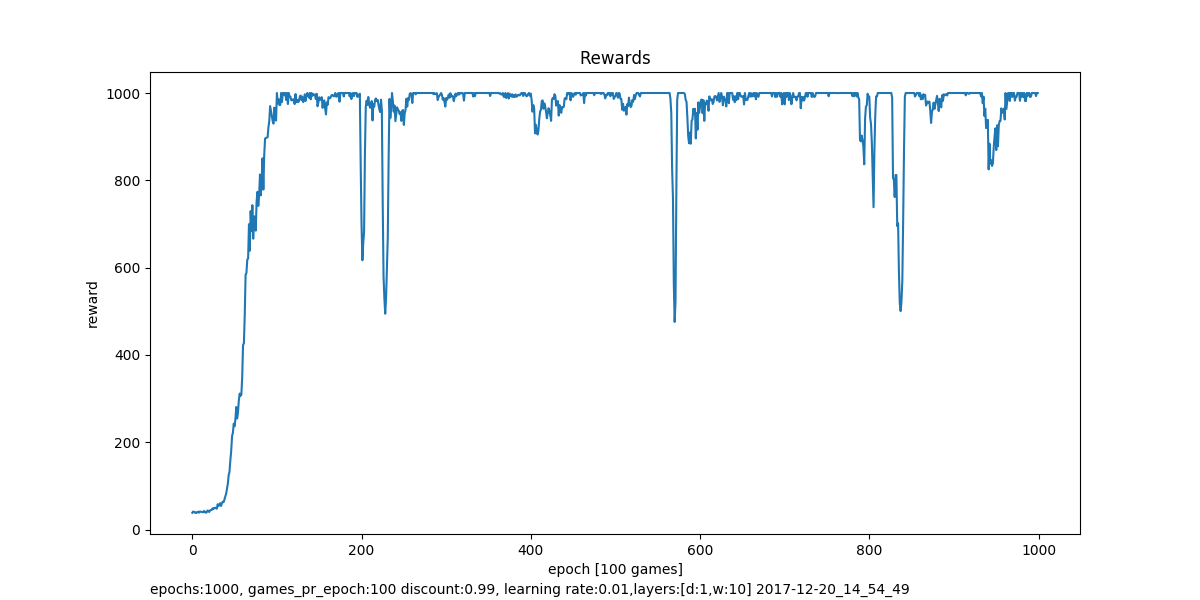 Rewards
1000
800
600
400
200
0
reward
0 200 400 600 800 1000
epoch [100 games]
epochs:1000, games_pr_epoch:100 discount:0.99, learning rate:0.01,layers:[d:1,w:10] 2017-12-20_14_54_49